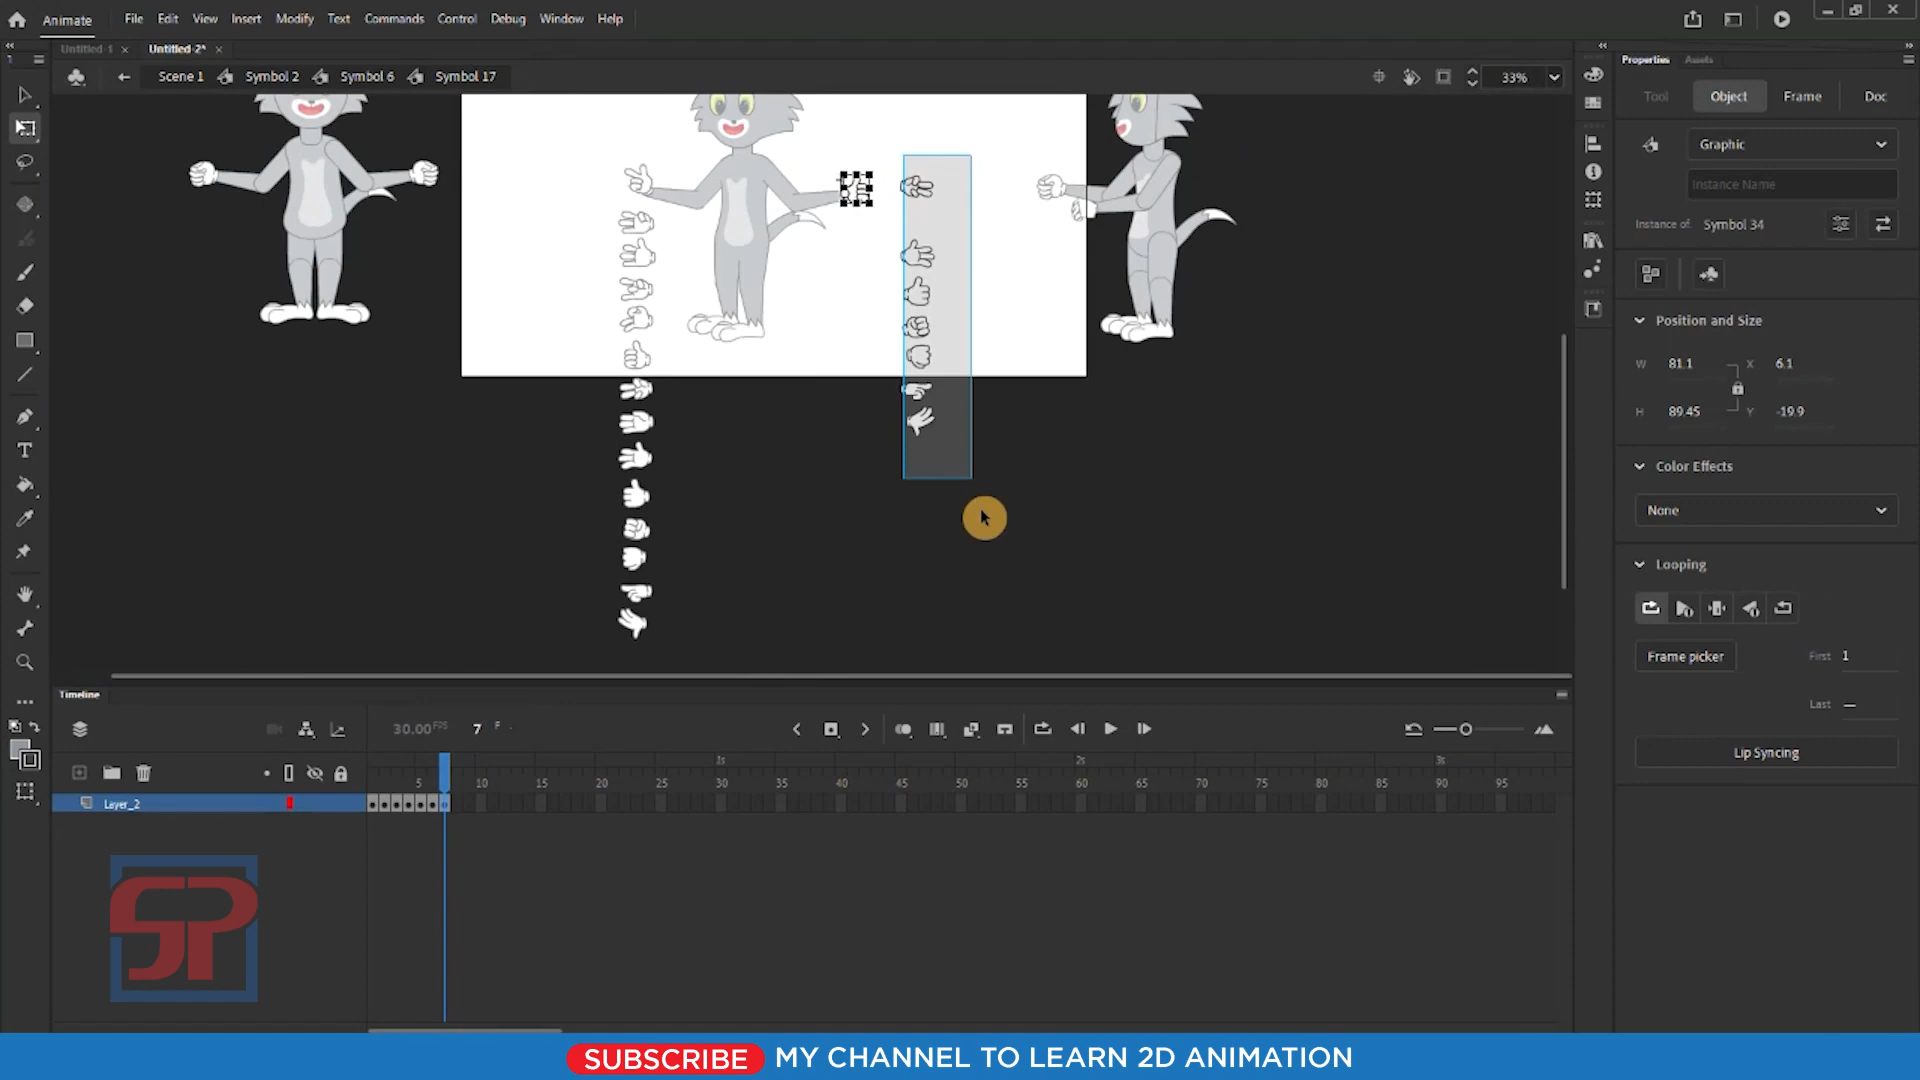 Animate File Edit View Insert Modify Text Commands Control Debug Window Help
Untitled-1 × Untitled-2* ×
Scene 1 Symbol 2 Symbol 6 Symbol 17 33%
Properties Assets
Tool Object Frame Doc
Graphic
Instance Name
Instance of: Symbol 34
Position and Size
W 81.1 X 6.1
H 89.45 Y -19.9
Color Effects
None
Looping
Frame picker First 1
Last —
Lip Syncing
Timeline
30.00 FPS 7 F
1s 2s 3s
5 10 15 20 25 30 35 40 45 50 55 60 65 70 75 80 85 90 95
Layer_2
SP
SUBSCRIBE MY CHANNEL TO LEARN 2D ANIMATION